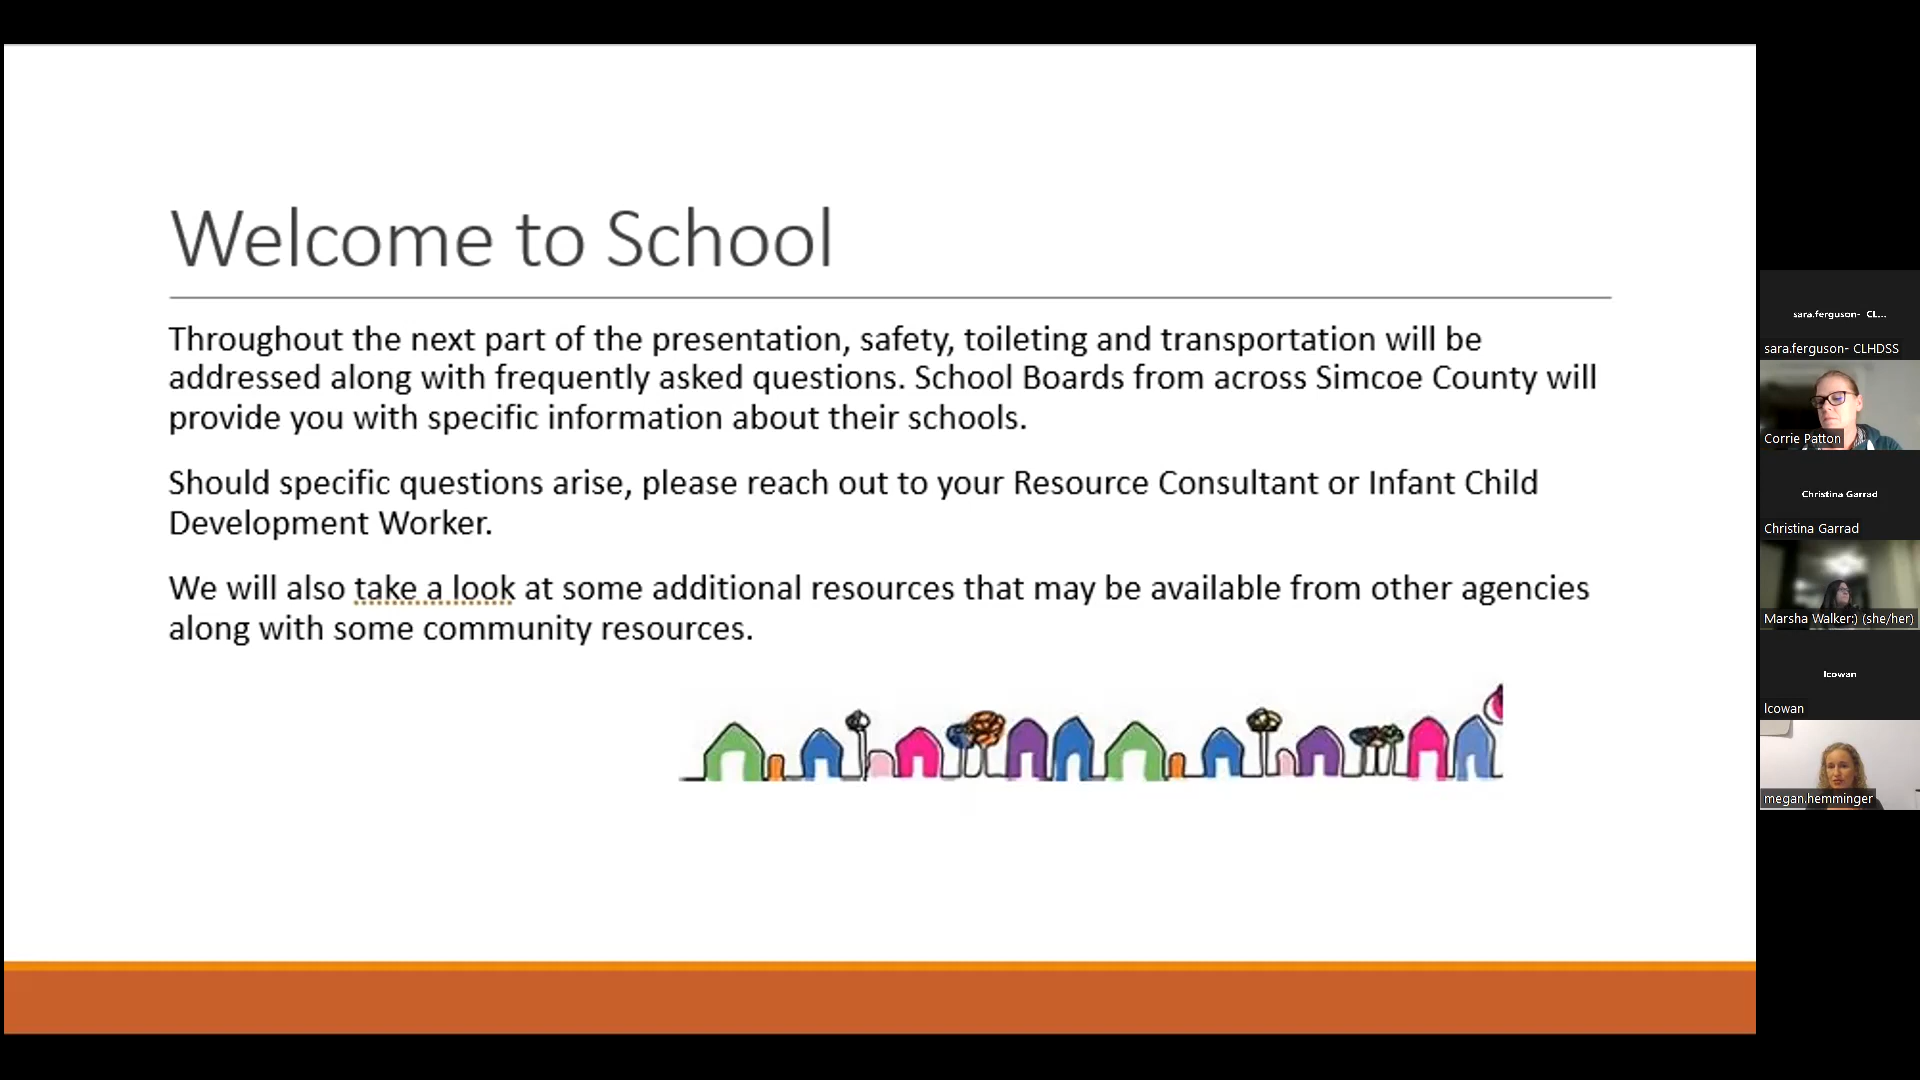 Welcome to School
Throughout the next part of the presentation, safety, toileting and transportation will be
addressed along with frequently asked questions. School Boards from across Simcoe County will
provide you with specific information about their schools.
Should specific questions arise, please reach out to your Resource Consultant or Infant Child
Development Worker.
We will also take a look at some additional resources that may be available from other agencies
along with some community resources.
sara.ferguson- CL...
sara.ferguson- CLHDSS
Corrie Patton
Christina Garrad
Christina Garrad
Marsha Walker:) (she/her)
lcowan
lcowan
megan.hemminger